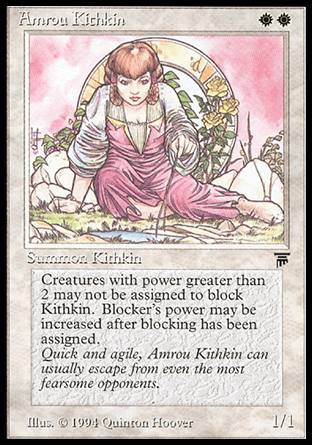 Amrou Kithkin
Summon Kithkin
Creatures with power greater than
2 may not be assigned to block
Kithkin. Blocker's power may be
increased after blocking has been
assigned.
Quick and agile, Amrou Kithkin can
usually escape from even the most
fearsome opponents.
Illus. © 1994 Quinton Hoover
1/1